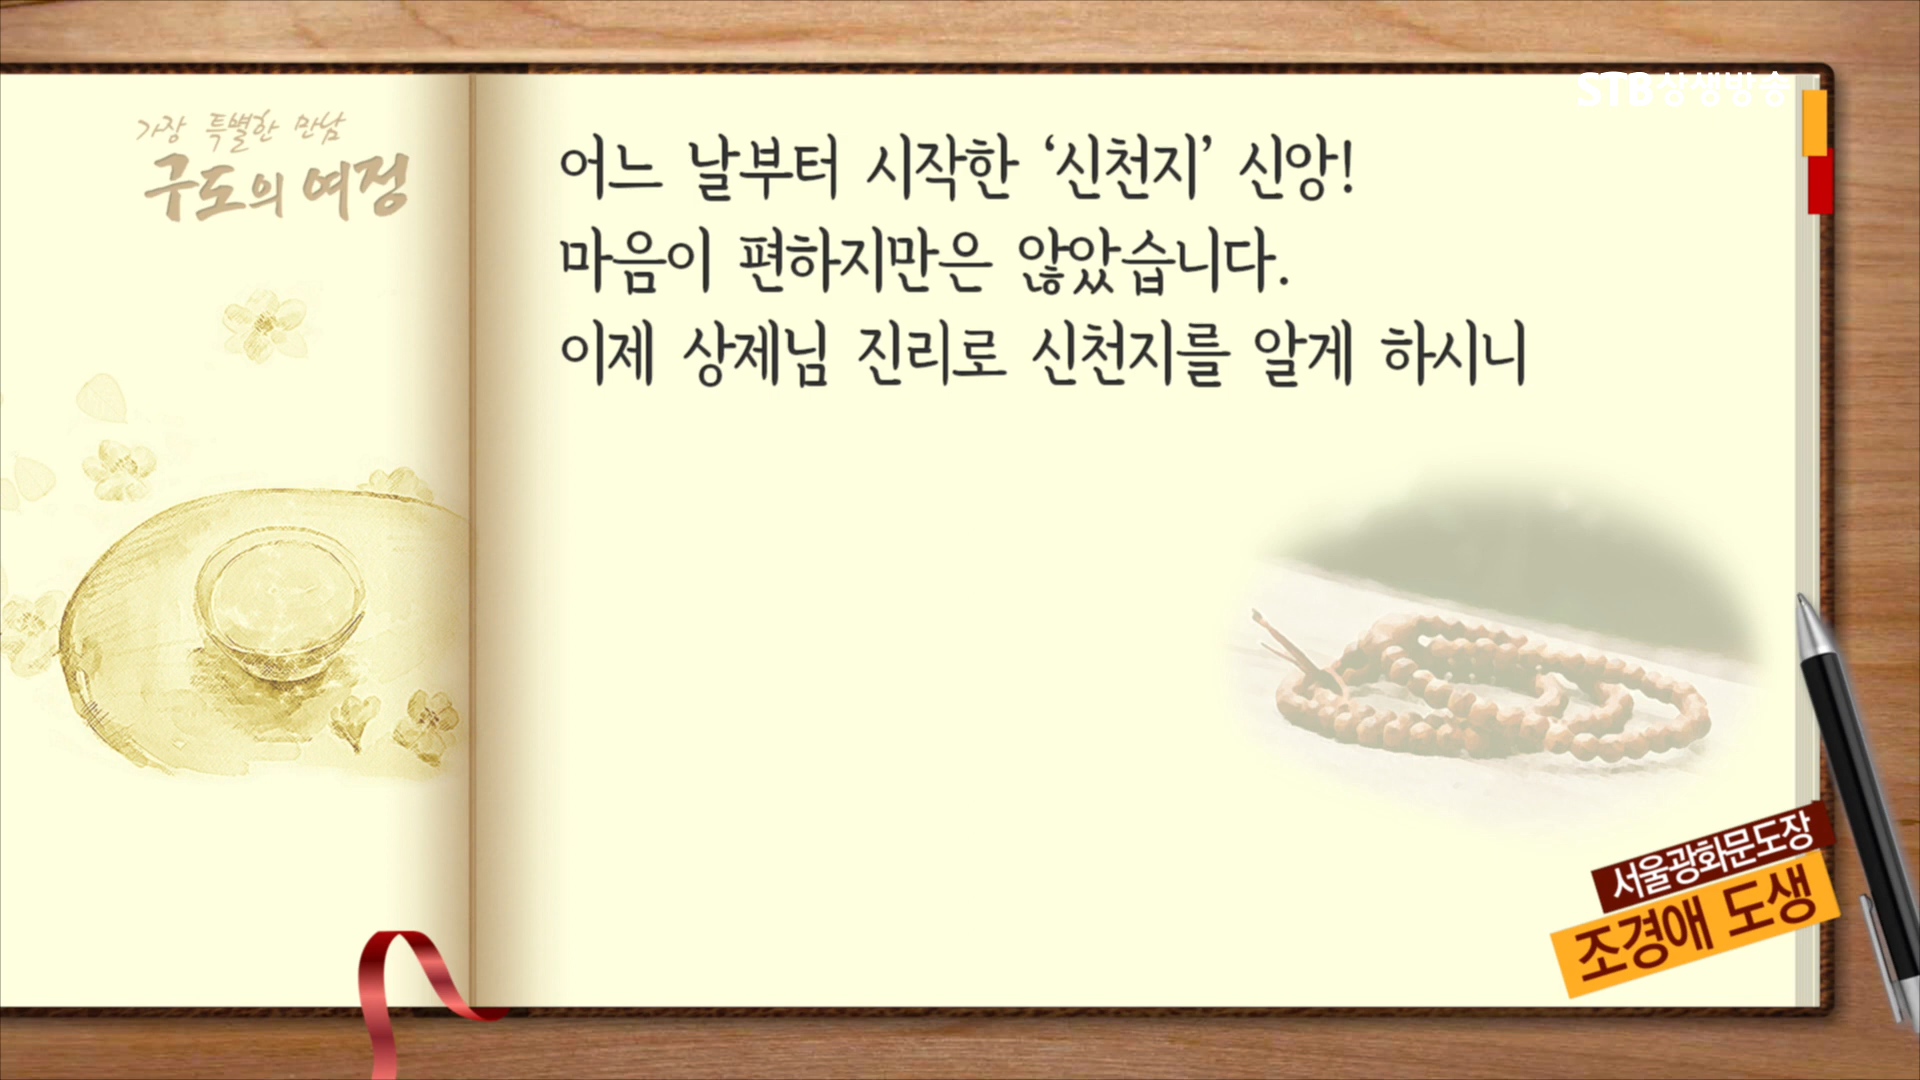 STB상생방송
가장 특별한 만남
구도의 여정
어느 날부터 시작한 ‘신천지’ 신앙!
마음이 편하지만은 않았습니다.
이제 상제님 진리로 신천지를 알게 하시니
서울광화문도장
조경애 도생